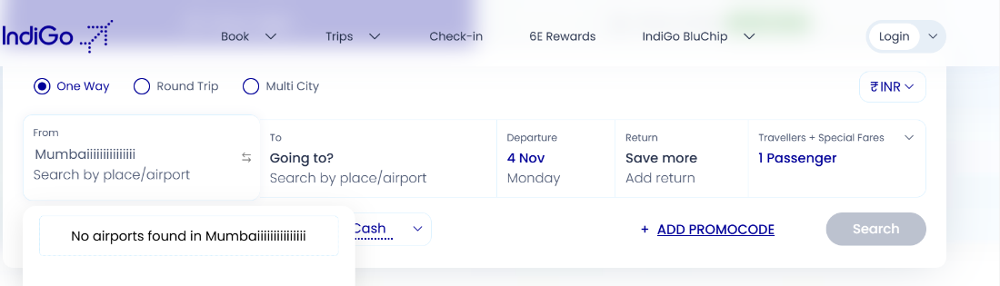 IndiGo
Book Trips Check-in 6E Rewards IndiGo BluChip Login
One Way Round Trip Multi City ₹ INR
From
Mumbaiiiiiiiiiiiiiii
Search by place/airport
To
Going to?
Search by place/airport
Departure
4 Nov
Monday
Return
Save more
Add return
Travellers + Special Fares
1 Passenger
No airports found in Mumbaiiiiiiiiiiiiiii
Cash
+ ADD PROMOCODE
Search